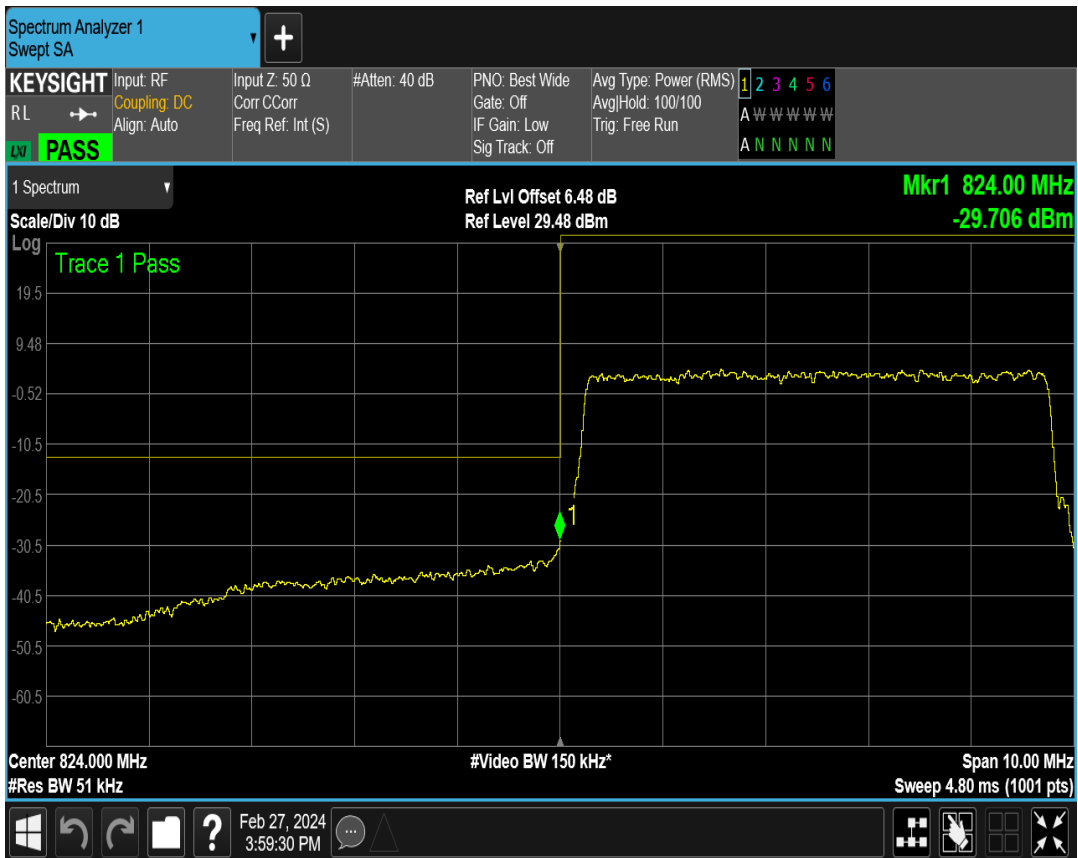 Spectrum Analyzer 1
Swept SA
+
KEYSIGHT
RL
LXI PASS
Input: RF
Coupling: DC
Align: Auto
Input Z: 50 Ω
Corr CCorr
Freq Ref: Int (S)
#Atten: 40 dB
PNO: Best Wide
Gate: Off
IF Gain: Low
Sig Track: Off
Avg Type: Power (RMS)
Avg|Hold: 100/100
Trig: Free Run
1 2 3 4 5 6
A W W W W W
A N N N N N
1 Spectrum
Scale/Div 10 dB
Ref Lvl Offset 6.48 dB
Ref Level 29.48 dBm
Mkr1 824.00 MHz
-29.706 dBm
Log
Trace 1 Pass
19.5
9.48
-0.52
-10.5
-20.5
1
-30.5
-40.5
-50.5
-60.5
Center 824.000 MHz
#Res BW 51 kHz
#Video BW 150 kHz*
Span 10.00 MHz
Sweep 4.80 ms (1001 pts)
?
Feb 27, 2024
3:59:30 PM